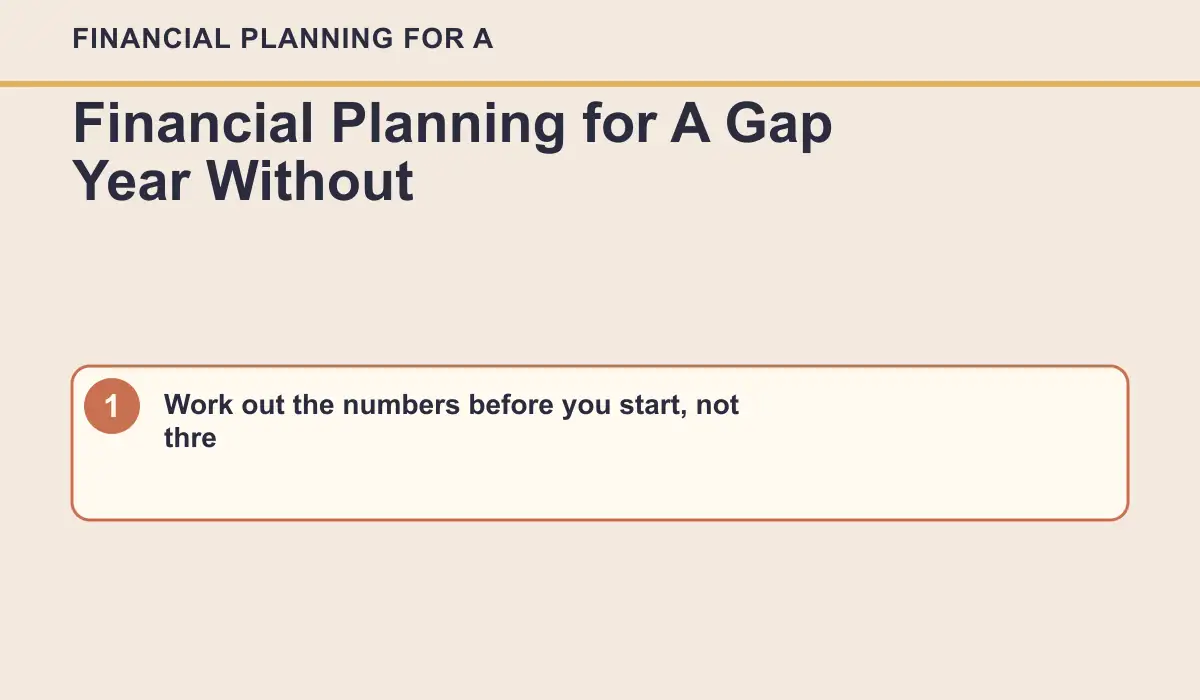 FINANCIAL PLANNING FOR A
Financial Planning for A Gap
Year Without
1
Work out the numbers before you start, not
thre